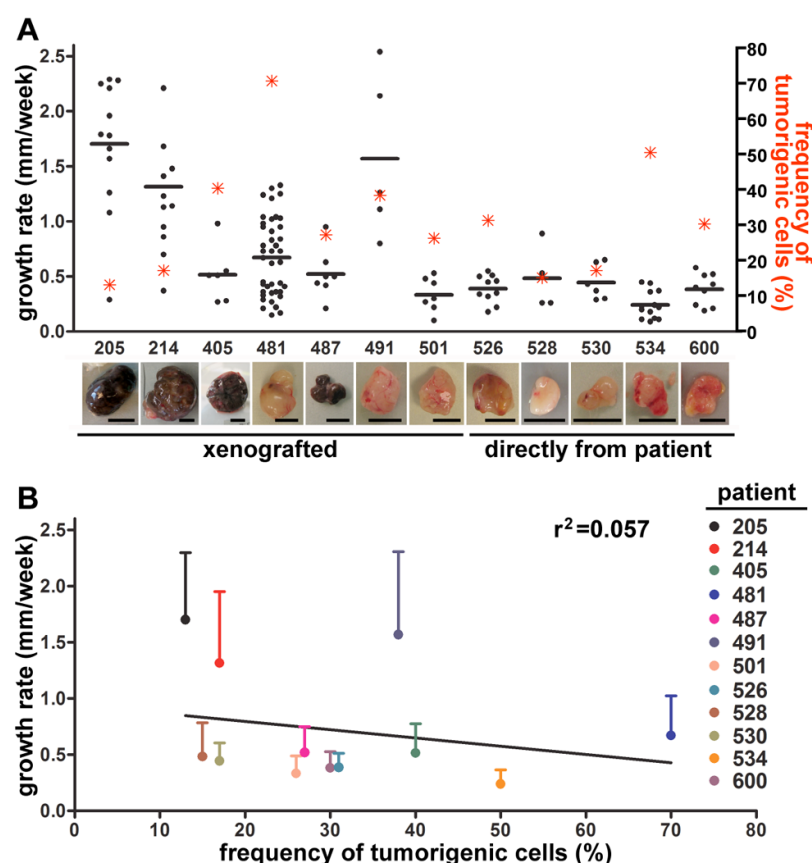 A
growth rate (mm/week)
2.5
2.0
1.5
1.0
0.5
0.0
80
70
60
50
40
30
20
10
0
frequency of
tumorigenic cells (%)
205 214 405 481 487 491 501 526 528 530 534 600
xenografted directly from patient
B
growth rate (mm/week)
2.5
2.0
1.5
1.0
0.5
0.0
r²=0.057
0 10 20 30 40 50 60 70 80
frequency of tumorigenic cells (%)
patient
205
214
405
481
487
491
501
526
528
530
534
600